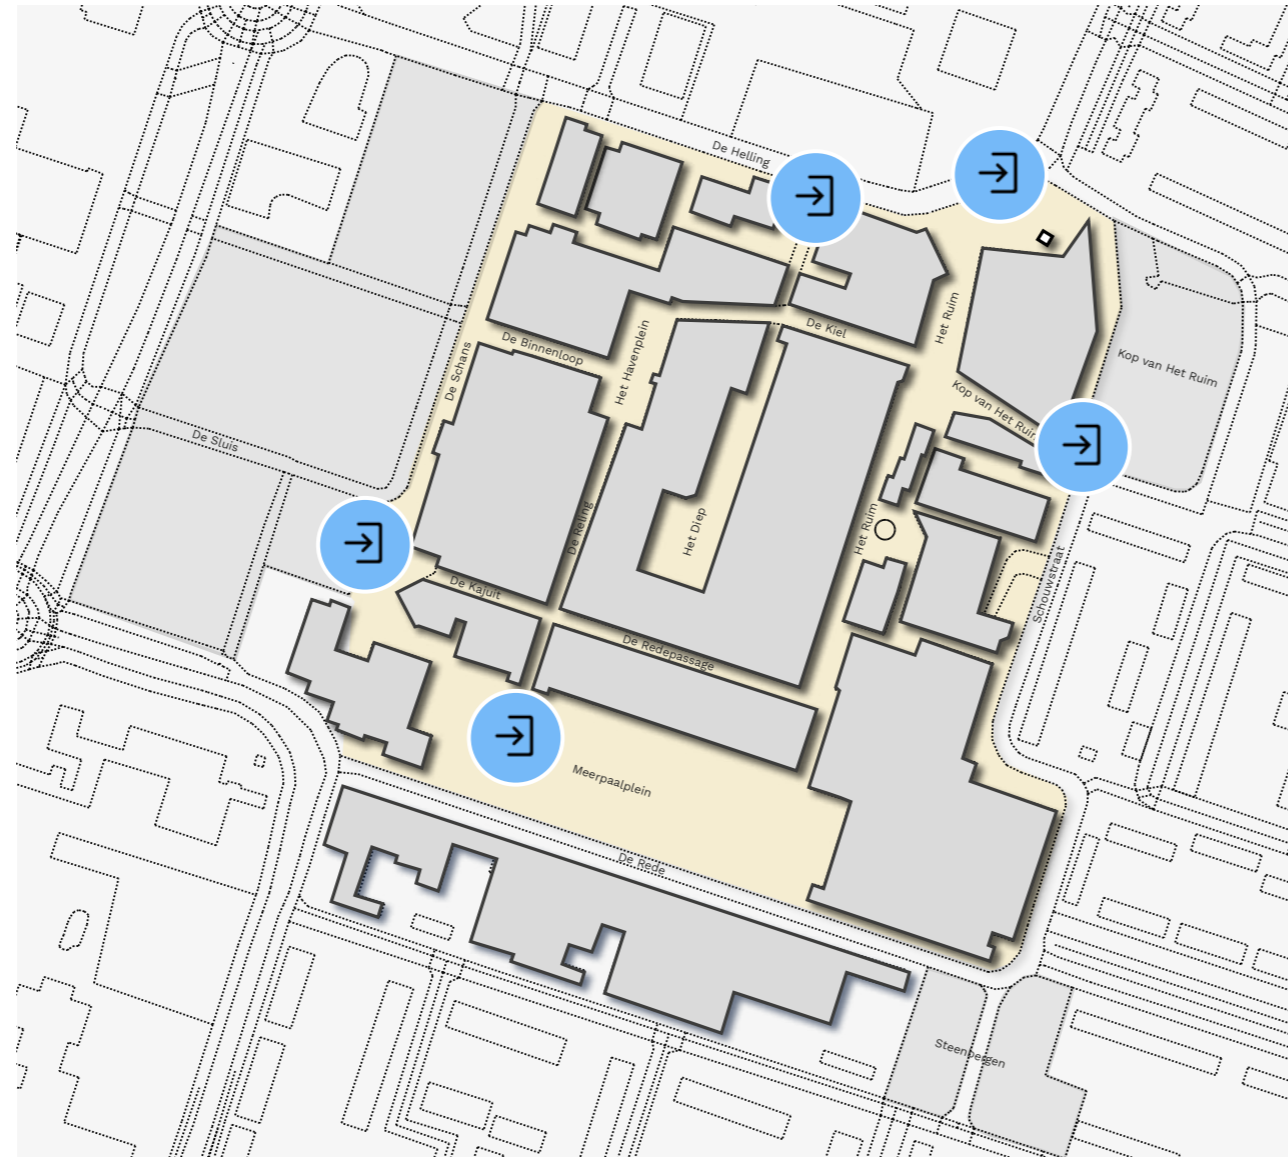 De Helling
De Kiel
Het Ruim
De Binnenloop
Het Havenplein
De Schans
Kop van Het Ruim
Kop van Het Ruim
De Sluis
De Reling
Het Diep
Het Ruim
Schouwstraat
De Kajuit
De Redepassage
Meerpaalplein
De Rede
Steenbergen